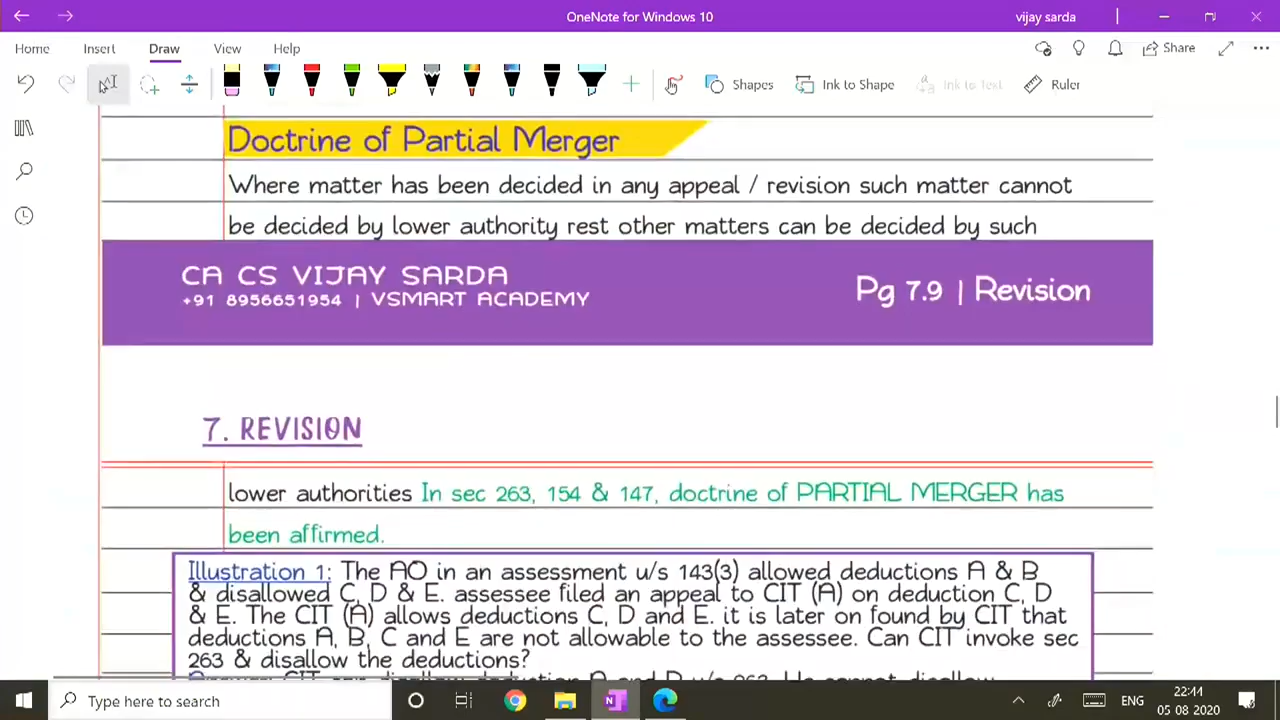 OneNote for Windows 10
vijay sarda
Home Insert Draw View Help
Share
Shapes
Ink to Shape
Ink to Text
Ruler
Doctrine of Partial Merger
Where matter has been decided in any appeal / revision such matter cannot
be decided by lower authority rest other matters can be decided by such
CA CS VIJAY SARDA
+91 8956651954 | VSMART ACADEMY
Pg 7.9 | Revision
7. REVISION
lower authorities In sec 263, 154 & 147, doctrine of PARTIAL MERGER has
been affirmed.
Illustration 1: The AO in an assessment u/s 143(3) allowed deductions A & B
& disallowed C, D & E. assessee filed an appeal to CIT (A) on deduction C, D
& E. The CIT (A) allows deductions C, D and E. it is later on found by CIT that
deductions A, B, C and E are not allowable to the assessee. Can CIT invoke sec
263 & disallow the deductions?
Type here to search
ENG
22:44
05-08-2020